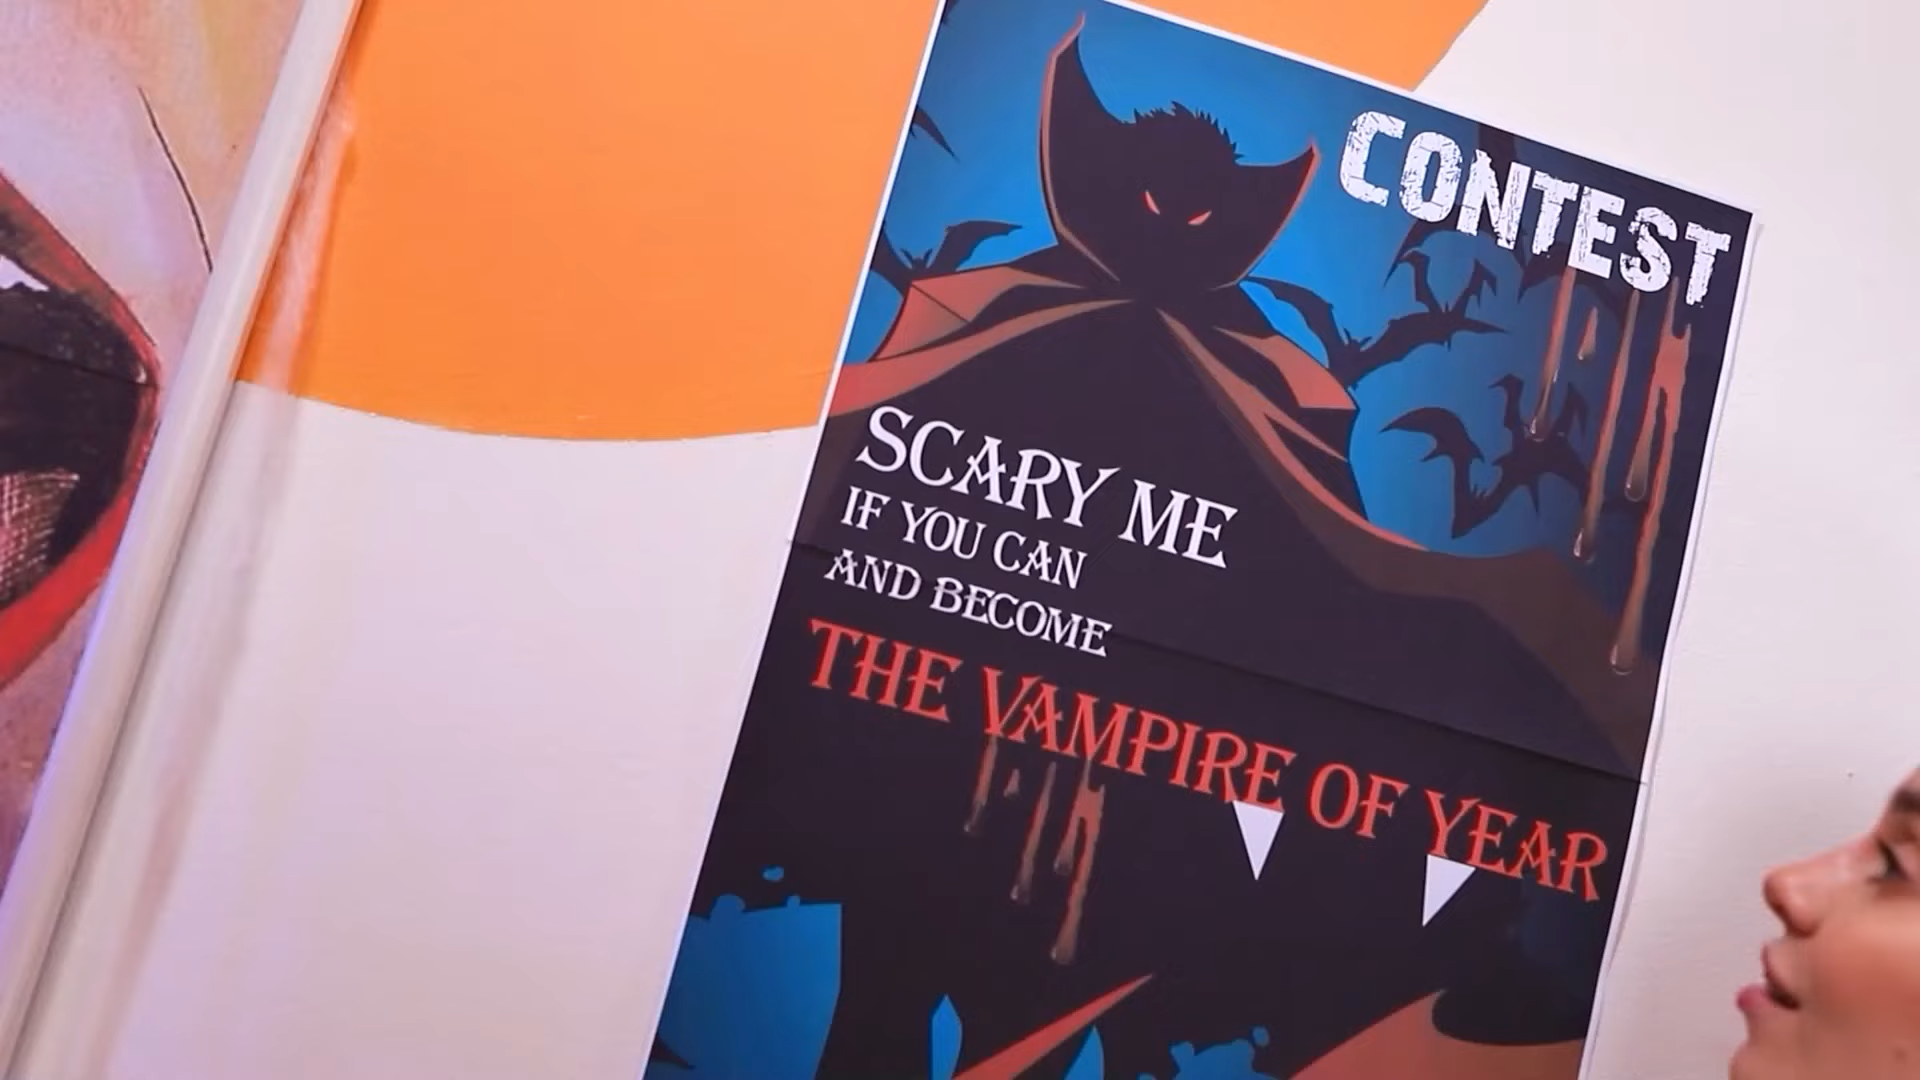 CONTEST
SCARY ME
IF YOU CAN
AND BECOME
THE VAMPIRE OF YEAR